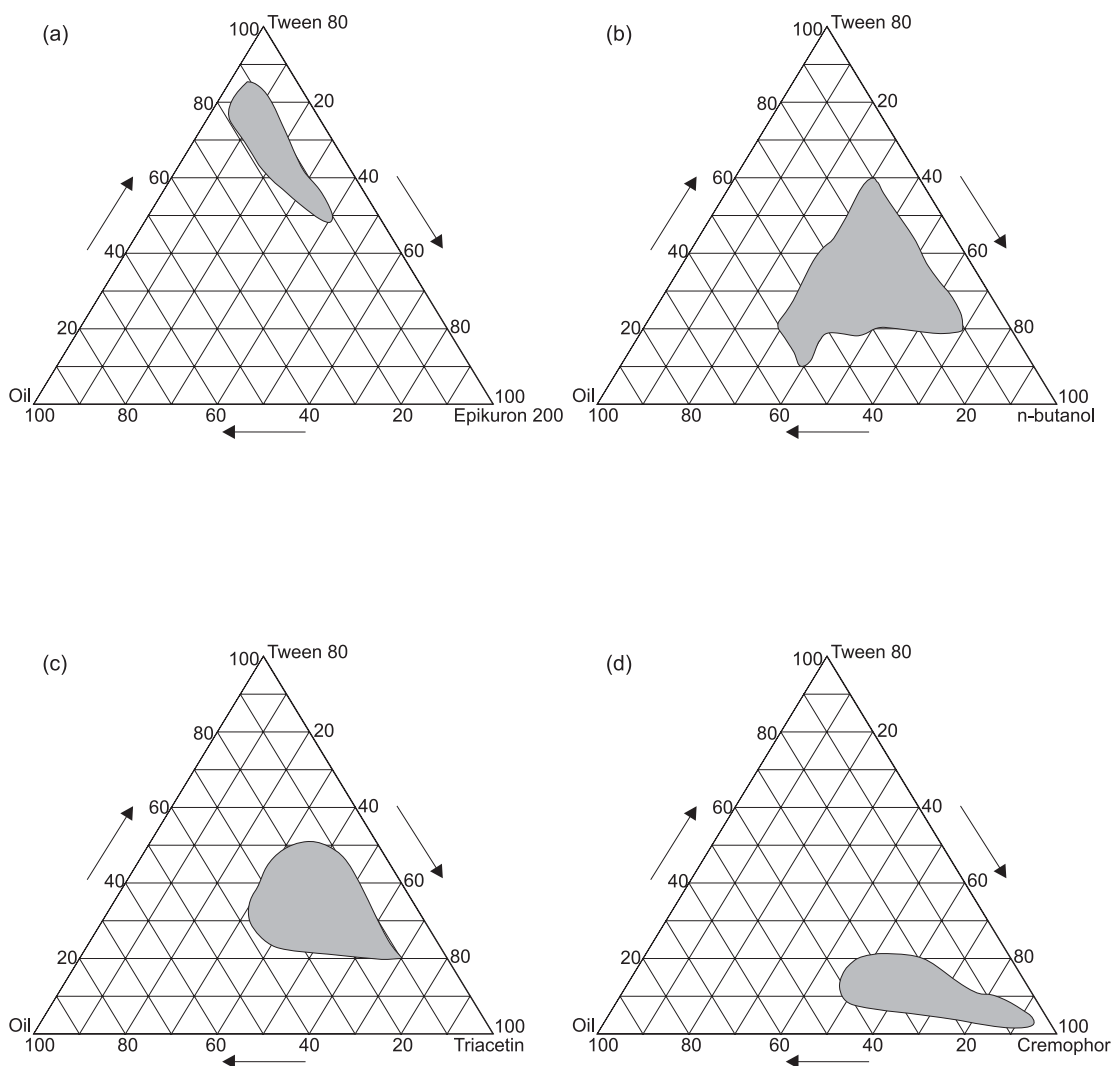 (a)
100 Tween 80
80 20
60 40
40 60
20 80
Oil 100
100 80 60 40 20 Epikuron 200
(b)
100 Tween 80
80 20
60 40
40 60
20 80
Oil 100
100 80 60 40 20 n-butanol
(c)
100 Tween 80
80 20
60 40
40 60
20 80
Oil 100
100 80 60 40 20 Triacetin
(d)
100 Tween 80
80 20
60 40
40 60
20 80
Oil 100
100 80 60 40 20 Cremophor